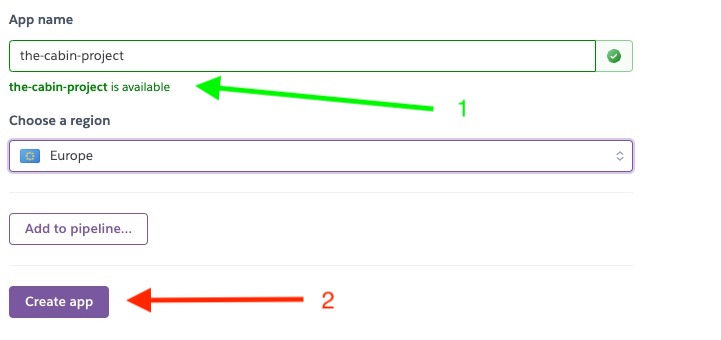 App name
the-cabin-project
the-cabin-project is available
1
Choose a region
Europe
Add to pipeline...
Create app
2